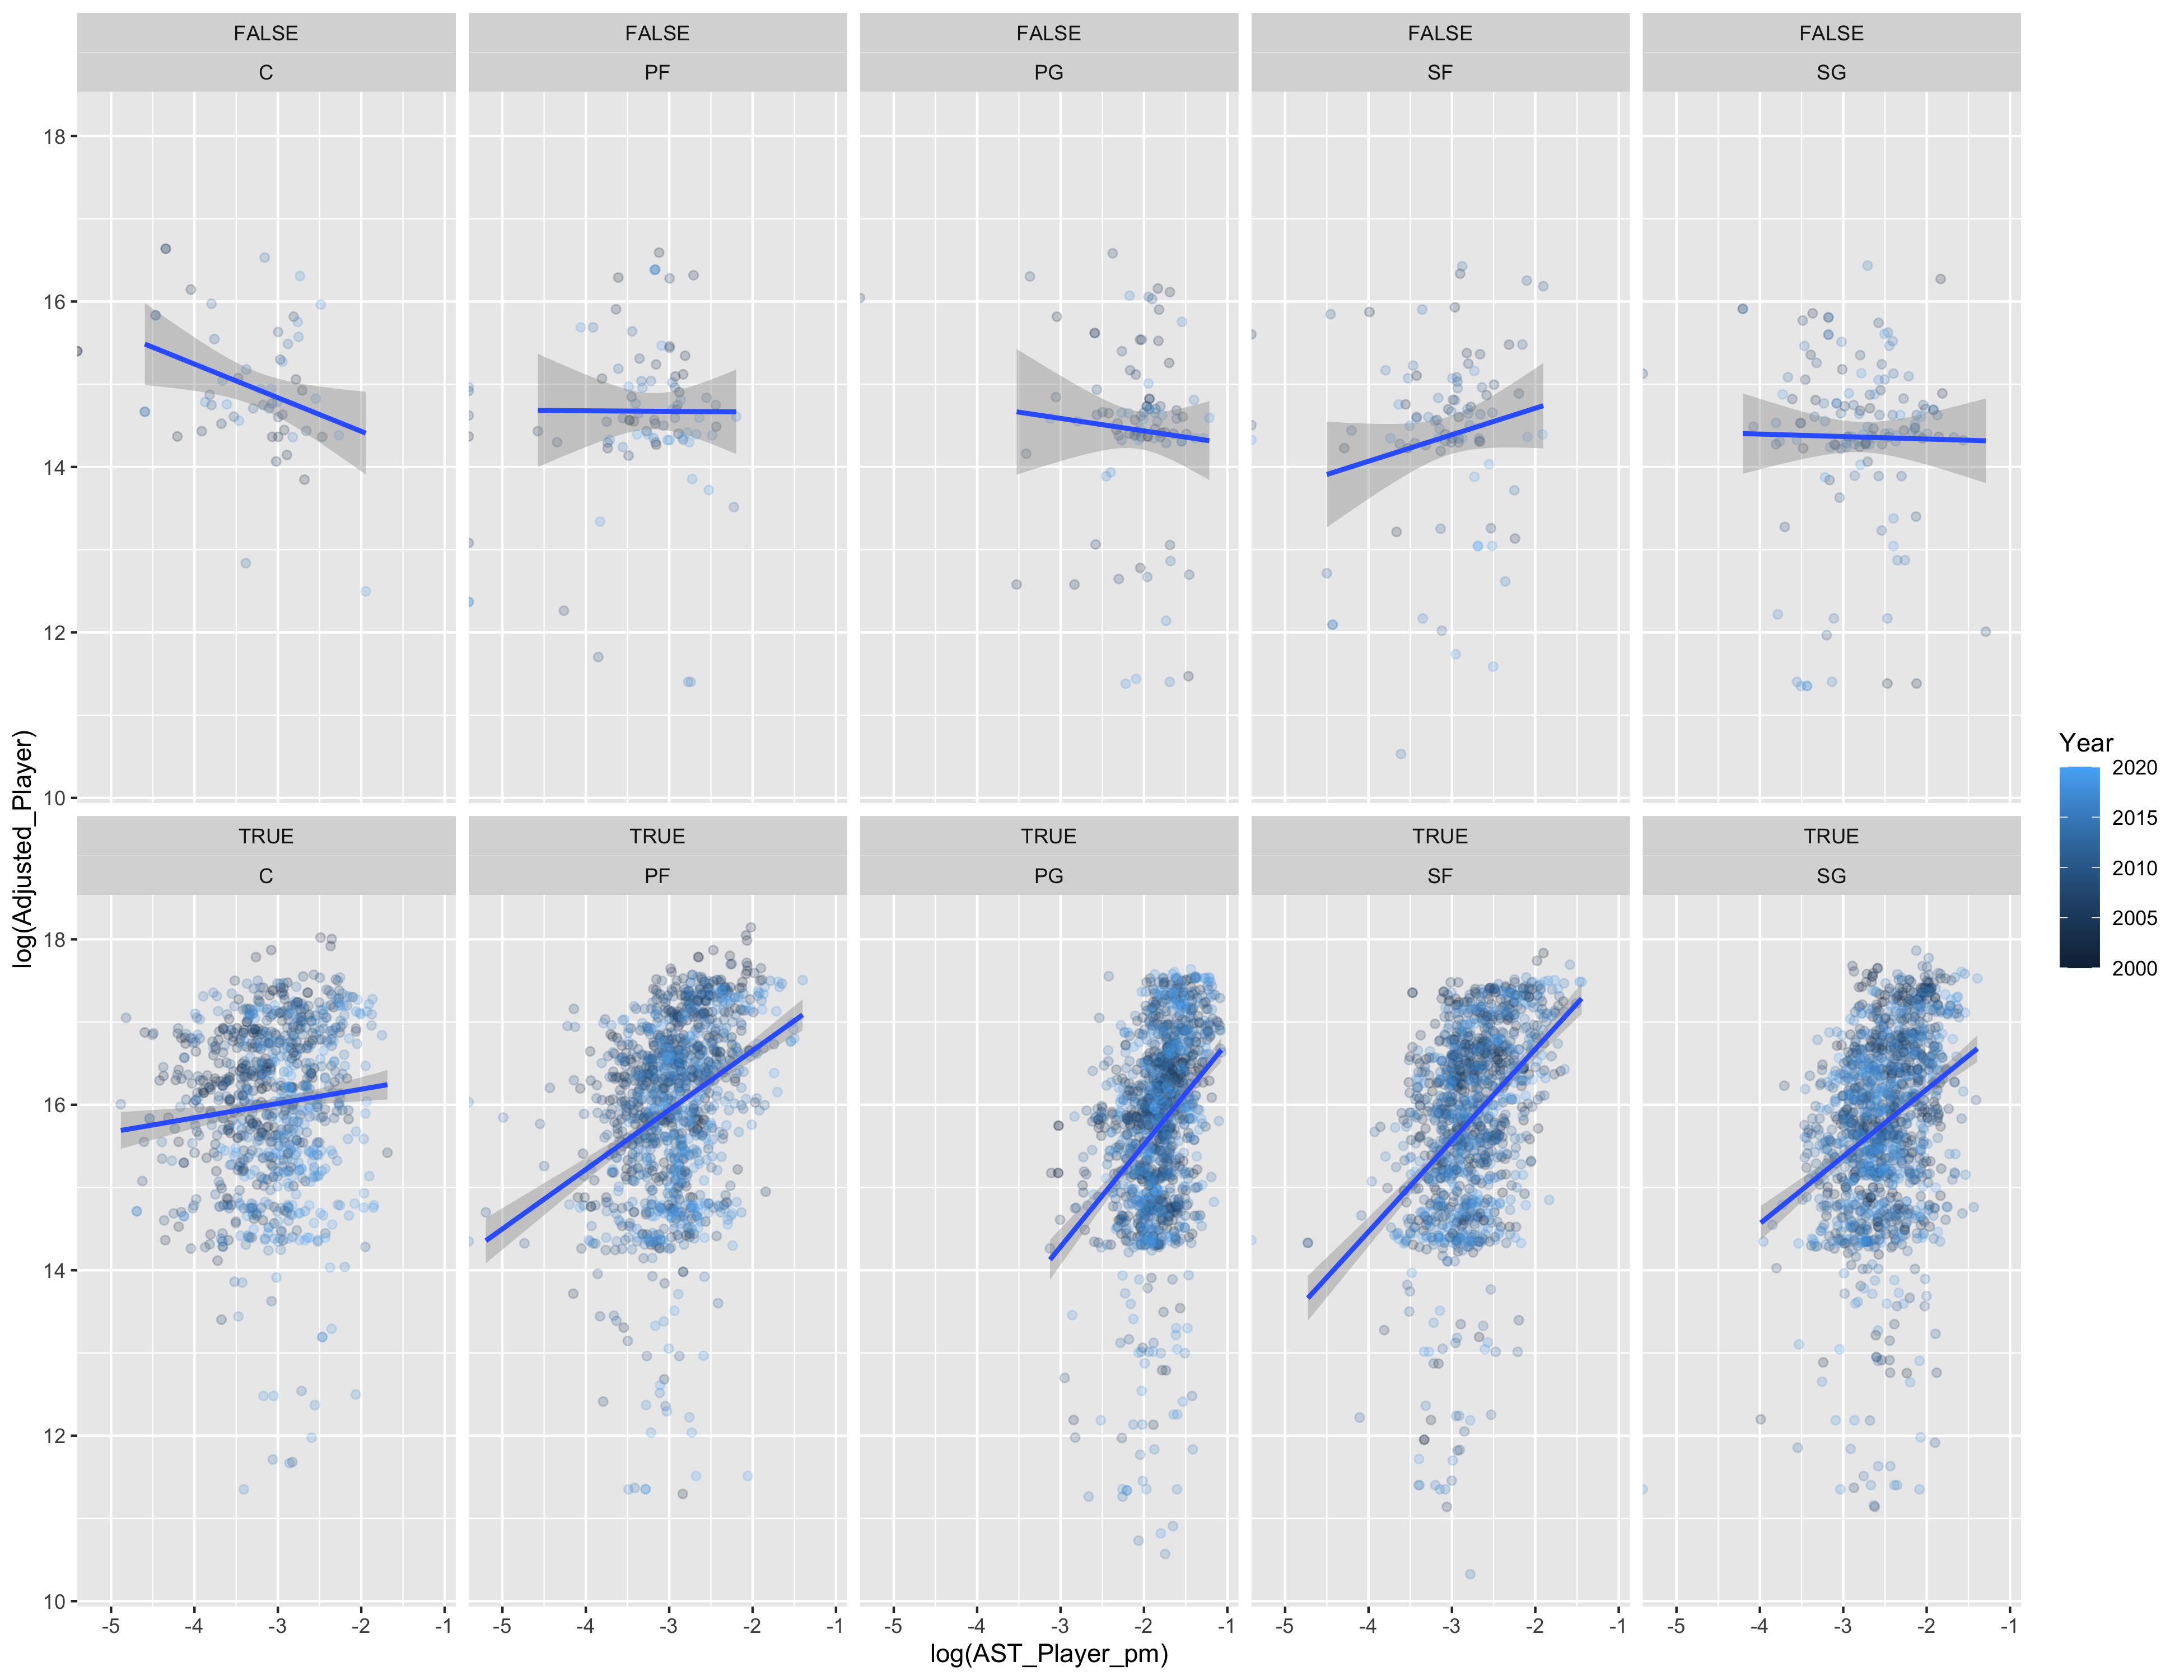 FALSE FALSE FALSE FALSE FALSE
C PF PG SF SG
18
16
14
12
10
TRUE TRUE TRUE TRUE TRUE
C PF PG SF SG
18
16
14
12
10
-5 -4 -3 -2 -1 -5 -4 -3 -2 -1 -5 -4 -3 -2 -1 -5 -4 -3 -2 -1 -5 -4 -3 -2 -1
log(AST_Player_pm)
log(Adjusted_Player)
Year
2020
2015
2010
2005
2000